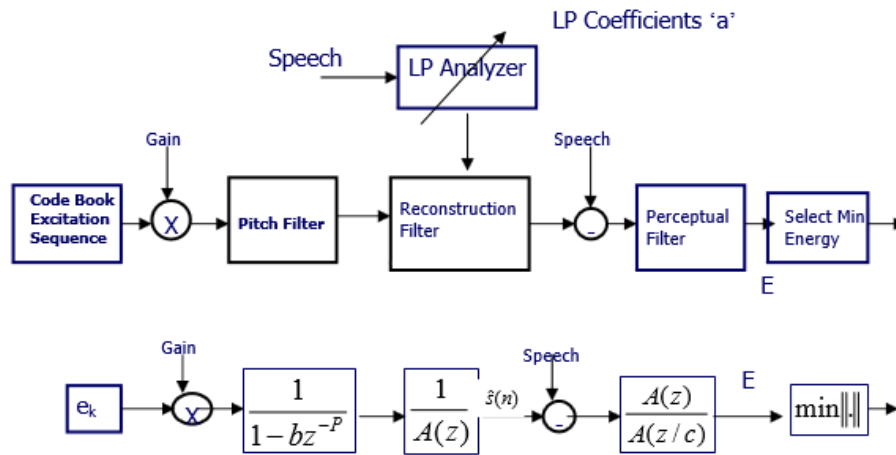 LP Coefficients 'a'
Speech
LP Analyzer
Gain
Speech
Code Book
Excitation
Sequence
X
Pitch Filter
Reconstruction
Filter
-
Perceptual
Filter
Select Min
Energy
E
Gain
Speech
e_k
X
1
1 − bz^{−P}
1
A(z)
ŝ(n)
-
A(z)
A(z/c)
E
min‖.‖